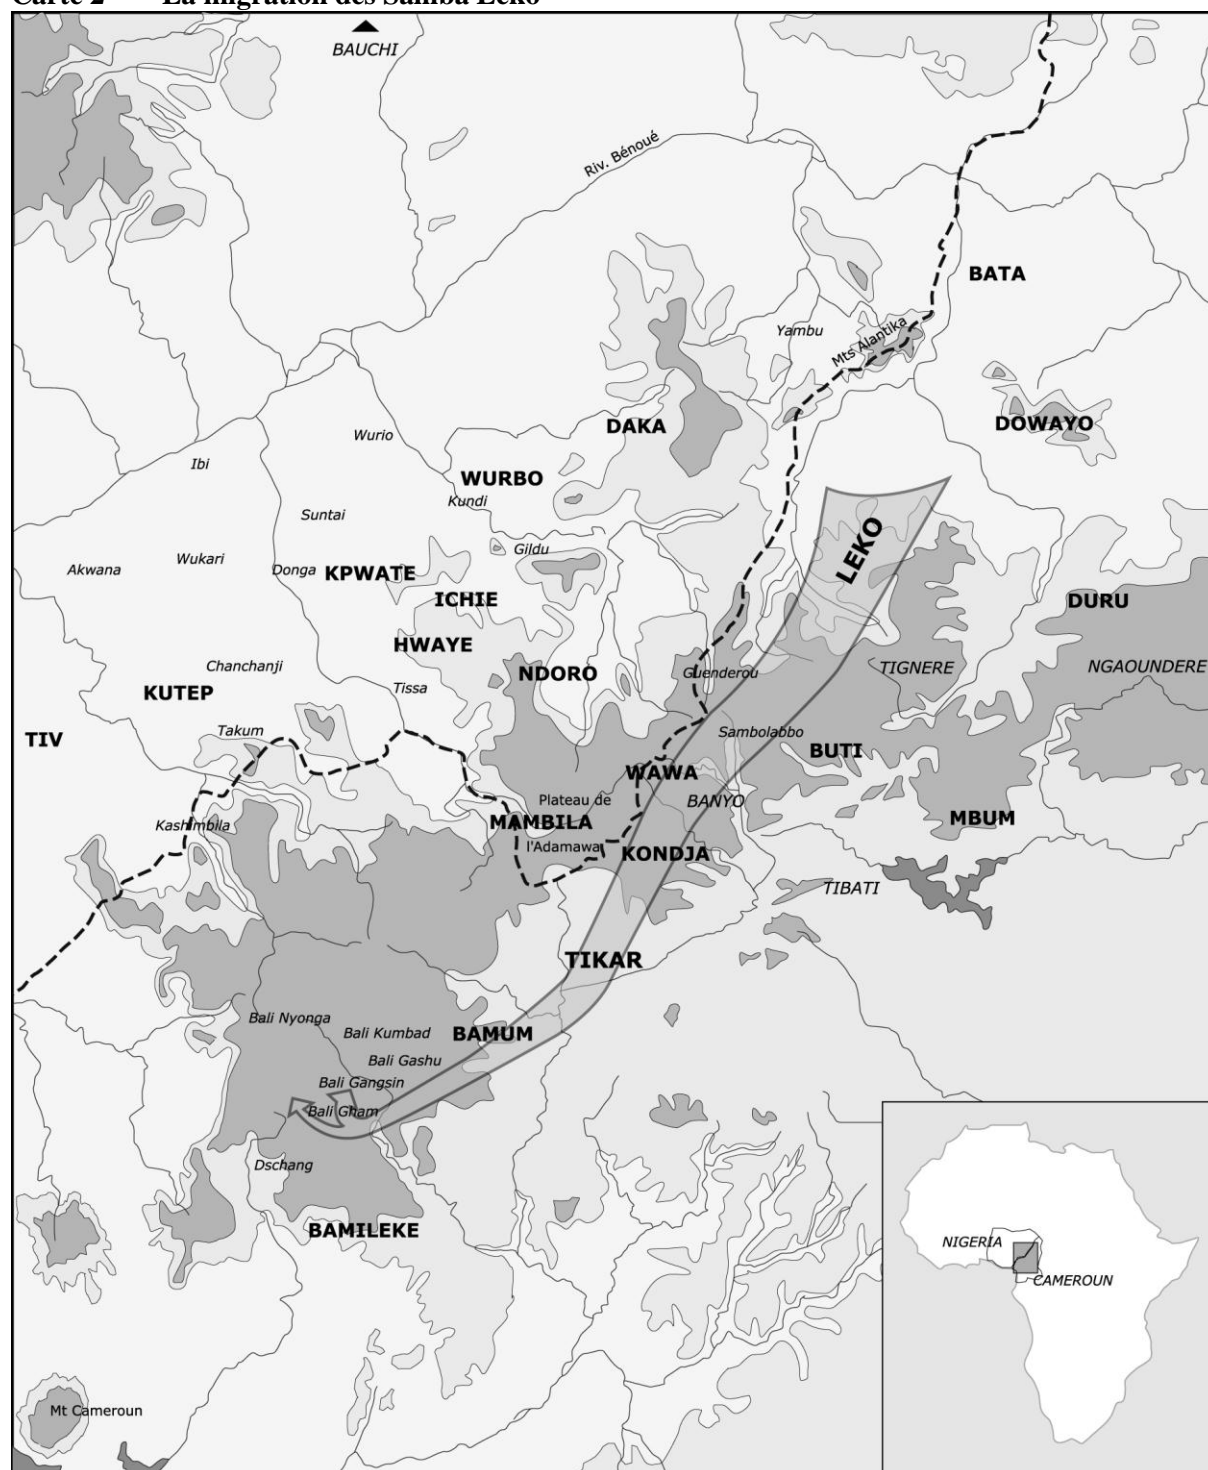 Carte 2 La migration des Samba Leko
BAUCHI
Riv. Bénoué
BATA
Yambu
Mts Alantika
DAKA
DOWAYO
Wurio
Ibi
WURBO
Kundi
Suntai
LEKO
Gildu
Wukari
Akwana
Donga
KPWATE
ICHIE
DURU
HWAYE
Chanchanji
NDORO
Guenderou
TIGNERE
NGAOUNDERE
KUTEP
Tissa
Takum
TIV
Sambolabbo
BUTI
WAWA
Plateau de
BANYO
MAMBILA
MBUM
Kashimbila
l'Adamawa
KONDJA
TIBATI
TIKAR
Bali Nyonga
Bali Kumbad
BAMUM
Bali Gashu
Bali Gangsin
Bali Gham
Dschang
BAMILEKE
NIGERIA
CAMEROUN
Mt Cameroun